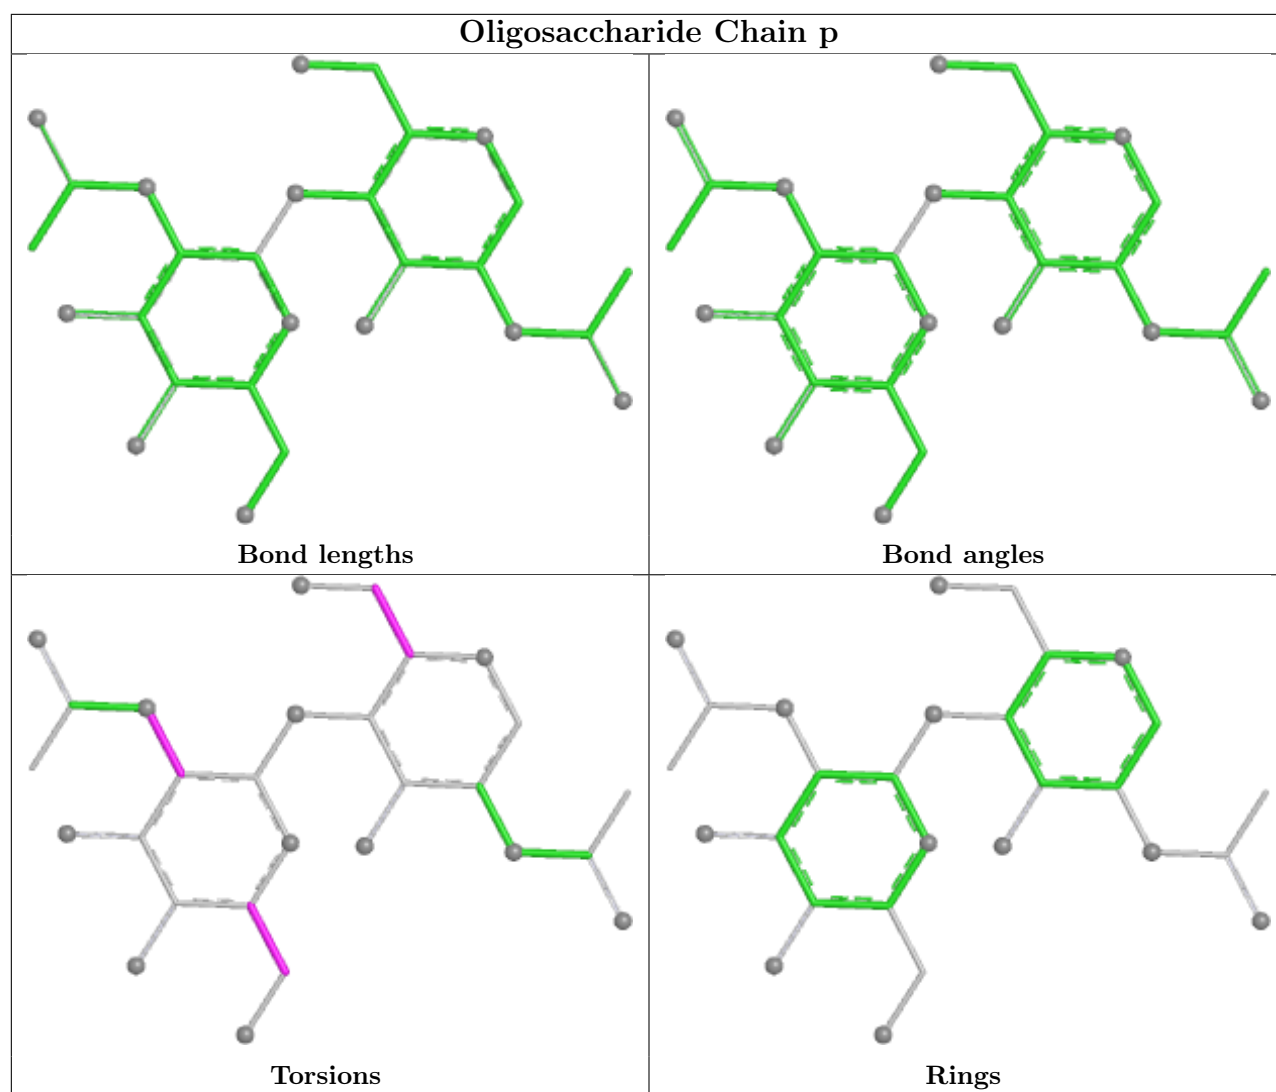 Oligosaccharide Chain p
Bond lengths
Bond angles
Torsions
Rings